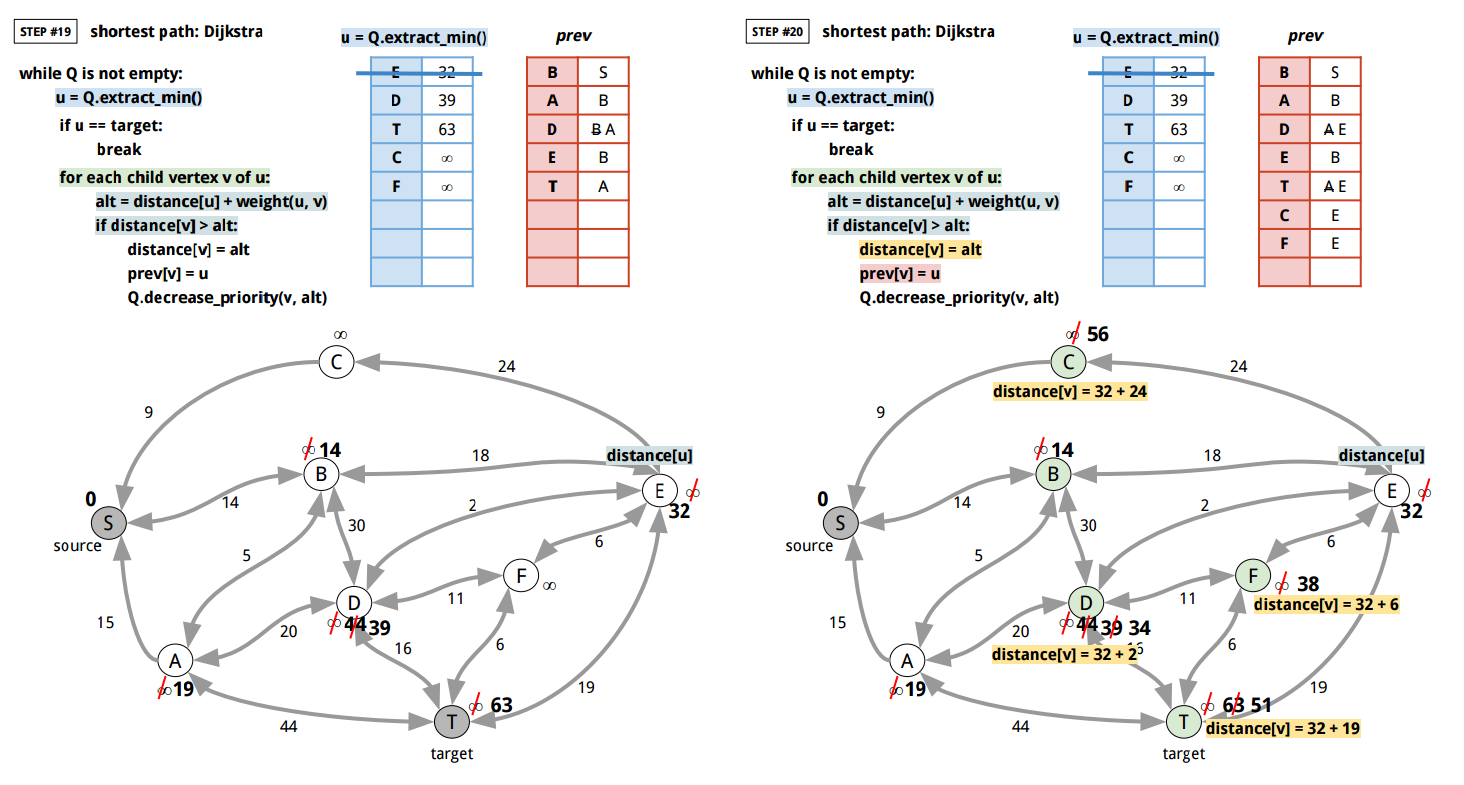 STEP #19 shortest path: Dijkstra
u = Q.extract_min()
prev
while Q is not empty:
u = Q.extract_min()
if u == target:
break
for each child vertex v of u:
alt = distance[u] + weight(u, v)
if distance[v] > alt:
distance[v] = alt
prev[v] = u
Q.decrease_priority(v, alt)
E 32
D 39
T 63
C ∞
F ∞
B S
A B
D B A
E B
T A
∞
C
24
9
∞ 14
B
18
distance[u]
0
S
source
14
E
∞
32
30
2
5
6
F
∞
D
∞ 44 39
11
15
20
16
6
A
∞ 19
19
44
T
∞ 63
target
STEP #20 shortest path: Dijkstra
u = Q.extract_min()
prev
while Q is not empty:
u = Q.extract_min()
if u == target:
break
for each child vertex v of u:
alt = distance[u] + weight(u, v)
if distance[v] > alt:
distance[v] = alt
prev[v] = u
Q.decrease_priority(v, alt)
E 32
D 39
T 63
C ∞
F ∞
B S
A B
D A E
E B
T A E
C E
F E
∞ 56
C
distance[v] = 32 + 24
24
9
∞ 14
B
18
distance[u]
0
S
source
14
E
∞
32
30
2
5
6
F
∞ 38
distance[v] = 32 + 6
D
∞ 44 39 34
distance[v] = 32 + 2
11
15
20
16
6
A
∞ 19
19
44
T
∞ 63 51
distance[v] = 32 + 19
target